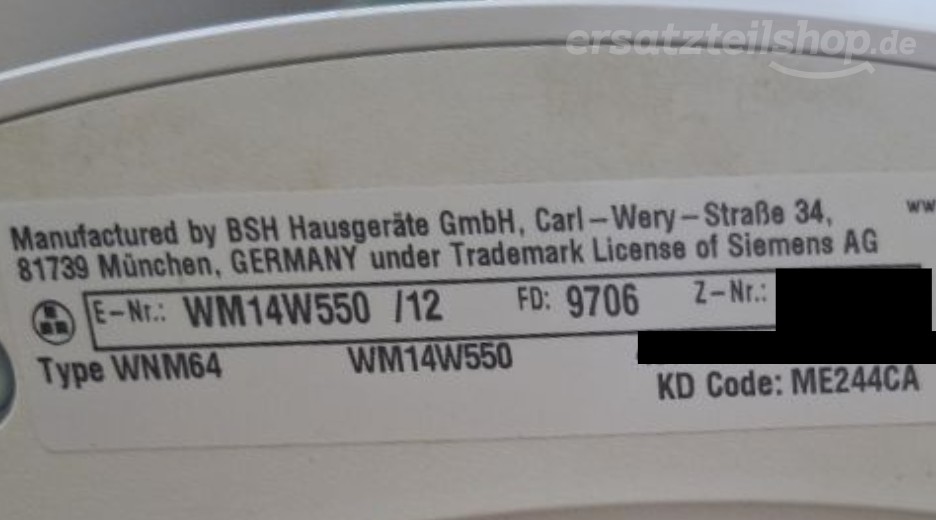 ersatzteilshop.de
Manufactured by BSH Hausgeräte GmbH, Carl-Wery-Straße 34, ww
81739 München, GERMANY under Trademark License of Siemens AG
E-Nr.: WM14W550 /12 FD: 9706 Z-Nr.:
Type WNM64 WM14W550
KD Code: ME244CA